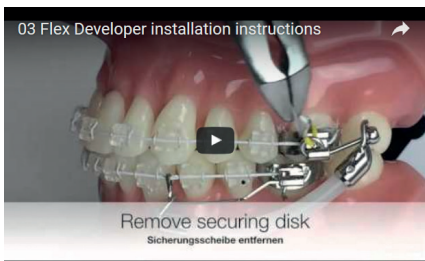 03 Flex Developer installation instructions
Remove securing disk
Sicherungsscheibe entfernen